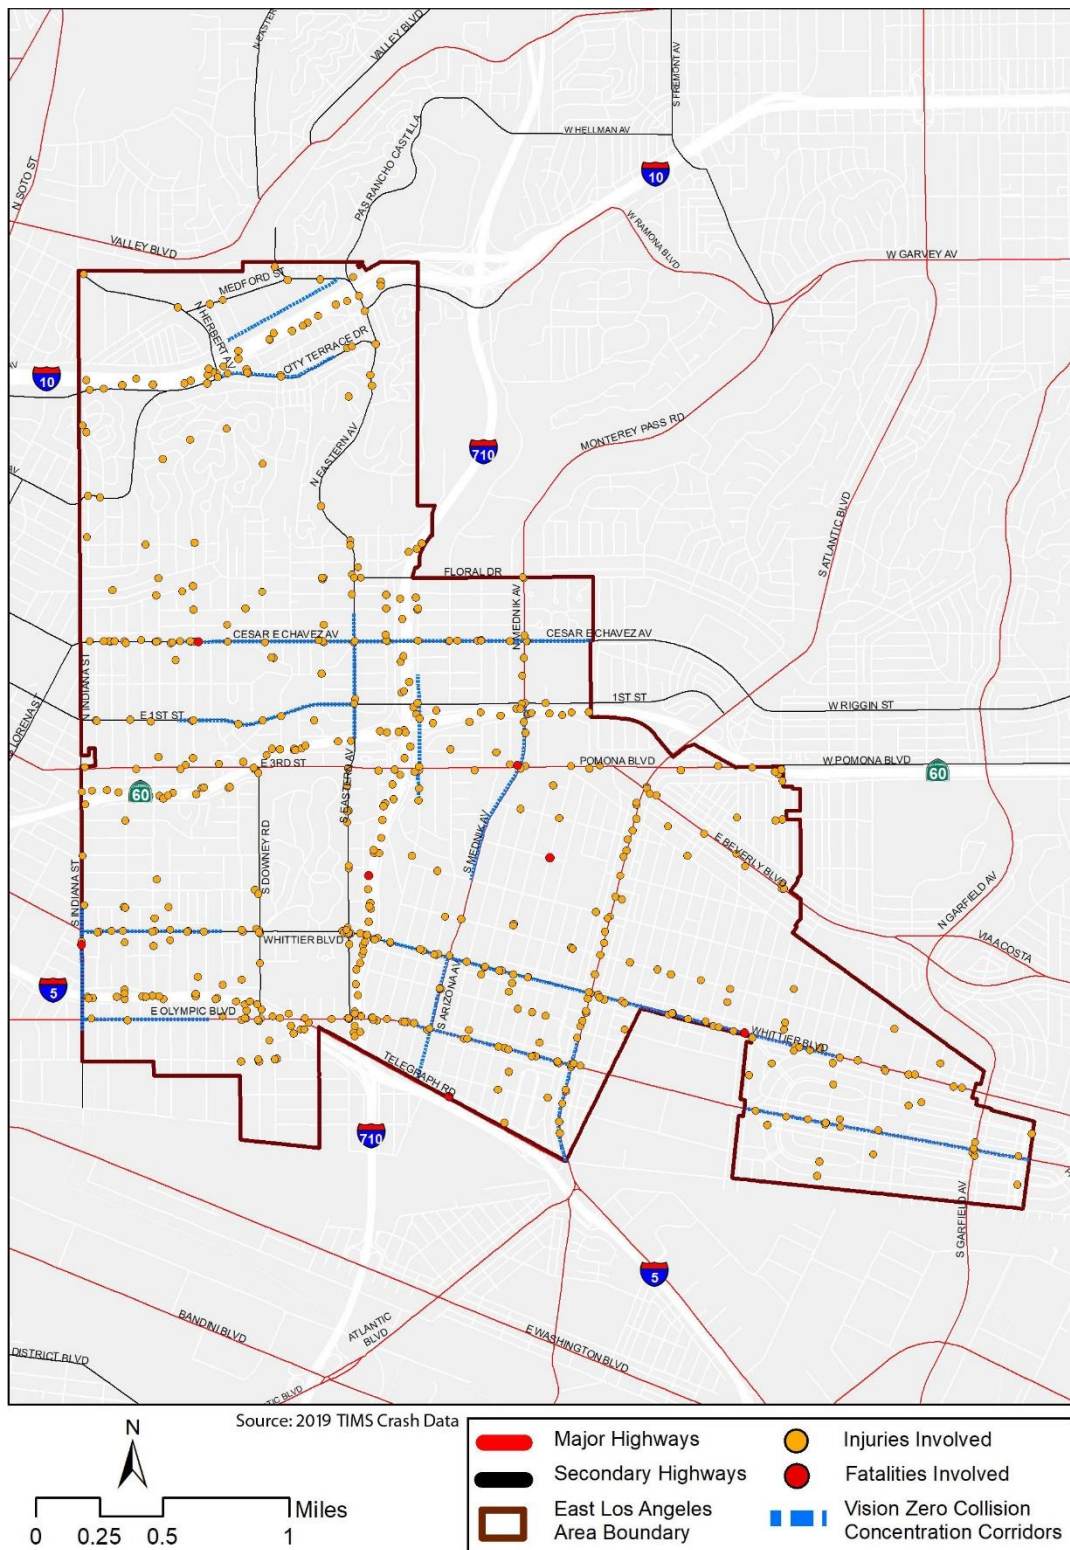 N EASTERN
VALLEY BLVD
S FREMONT AV
W HELLMAN AV
PAS RANCHO CASTILLA
10
N SOTO ST
W RAMONA BLVD
VALLEY BLVD
W GARVEY AV
MEDFORD ST
N HERBERT AV
CITY TERRACE DR
AV
10
MONTEREY PASS RD
N EASTERN AV
710
AV
S ATLANTIC BLVD
FLORAL DR
N MEDNIK AV
CESAR E CHAVEZ AV
CESAR E CHAVEZ AV
N INDIANA ST
LORENA ST
E 1ST ST
1ST ST
W RIGGIN ST
E 3RD ST
POMONA BLVD
W POMONA BLVD
60
60
S EASTERN AV
S DOWNEY RD
S MEDNIK AV
E BEVERLY BLVD
S INDIANA ST
N GARFIELD AV
WHITTIER BLVD
VIA ACOSTA
5
S ARIZONA AV
E OLYMPIC BLVD
WHITTIER BLVD
TELEGRAPH RD
710
S GARFIELD AV
5
BANDINI BLVD
ATLANTIC
BLVD
E WASHINGTON BLVD
DISTRICT BLVD
TIC BLVD
Source: 2019 TIMS Crash Data
N
Miles
0 0.25 0.5 1
Major Highways
Secondary Highways
East Los Angeles
Area Boundary
Injuries Involved
Fatalities Involved
Vision Zero Collision
Concentration Corridors